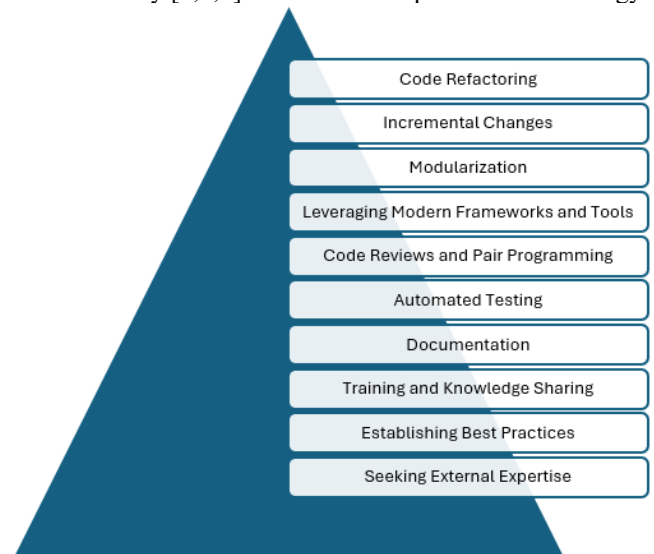 Code Refactoring
Incremental Changes
Modularization
Leveraging Modern Frameworks and Tools
Code Reviews and Pair Programming
Automated Testing
Documentation
Training and Knowledge Sharing
Establishing Best Practices
Seeking External Expertise